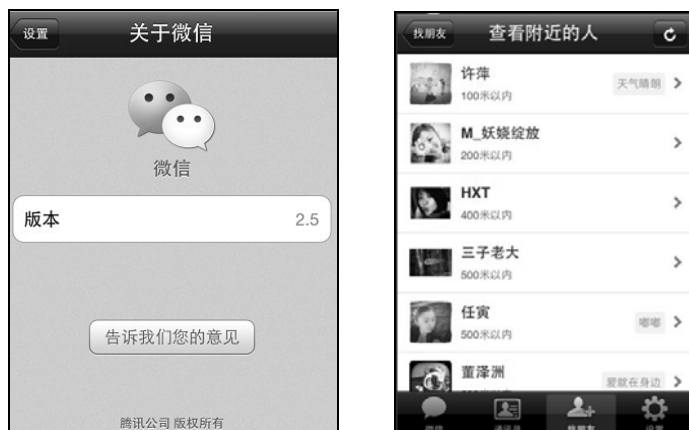 设置
关于微信
微信
版本
2.5
告诉我们您的意见
腾讯公司 版权所有
找朋友
查看附近的人
许萍
100米以内
天气晴朗
M_妖娆绽放
200米以内
HXT
400米以内
三子老大
500米以内
任寅
500米以内
嘟嘟
董泽洲
爱就在身边
微信
通讯录
找朋友
设置